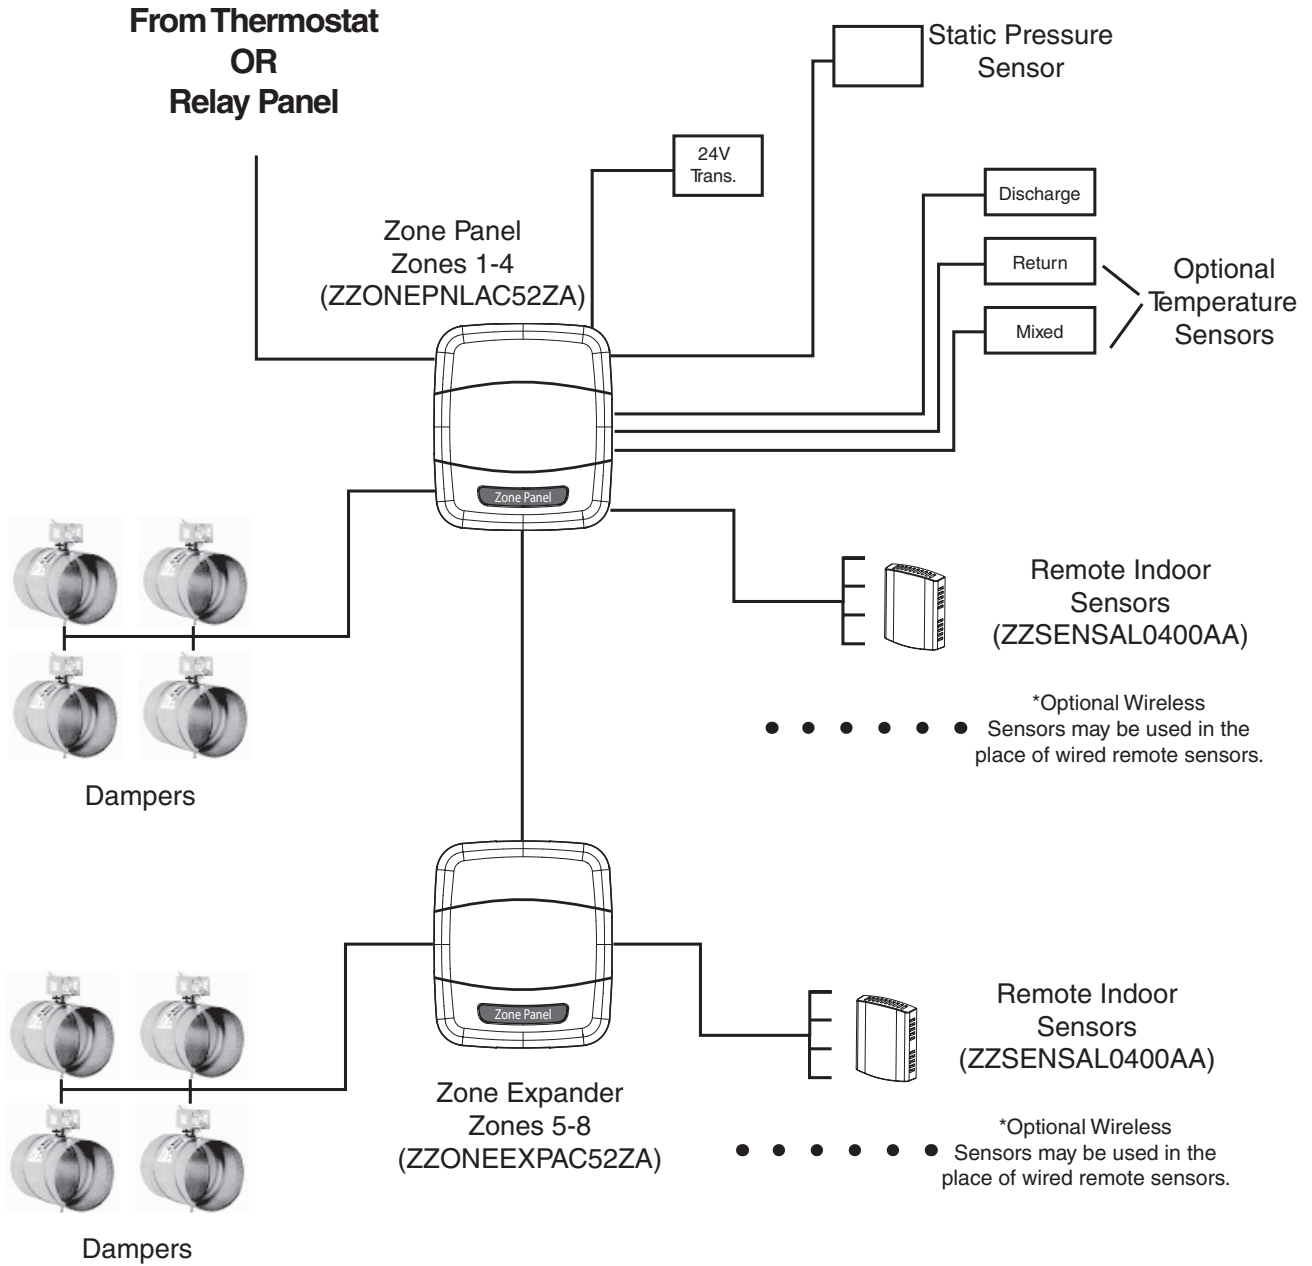 From Thermostat
OR
Relay Panel
Static Pressure
Sensor
24V
Trans.
Discharge
Return
Mixed
Optional
Temperature
Sensors
Zone Panel
Zones 1-4
(ZZONEPNLAC52ZA)
Zone Panel
Dampers
Remote Indoor
Sensors
(ZZSENSAL0400AA)
*Optional Wireless
Sensors may be used in the
place of wired remote sensors.
Zone Panel
Zone Expander
Zones 5-8
(ZZONEEXPAC52ZA)
Dampers
Remote Indoor
Sensors
(ZZSENSAL0400AA)
*Optional Wireless
Sensors may be used in the
place of wired remote sensors.